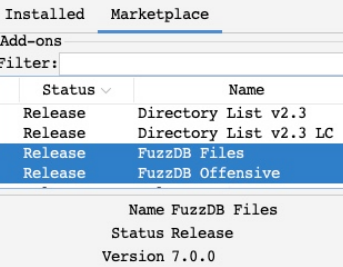 Installed Marketplace
Add-ons
Filter:
Status Name
Release Directory List v2.3
Release Directory List v2.3 LC
Release FuzzDB Files
Release FuzzDB Offensive
Name FuzzDB Files
Status Release
Version 7.0.0